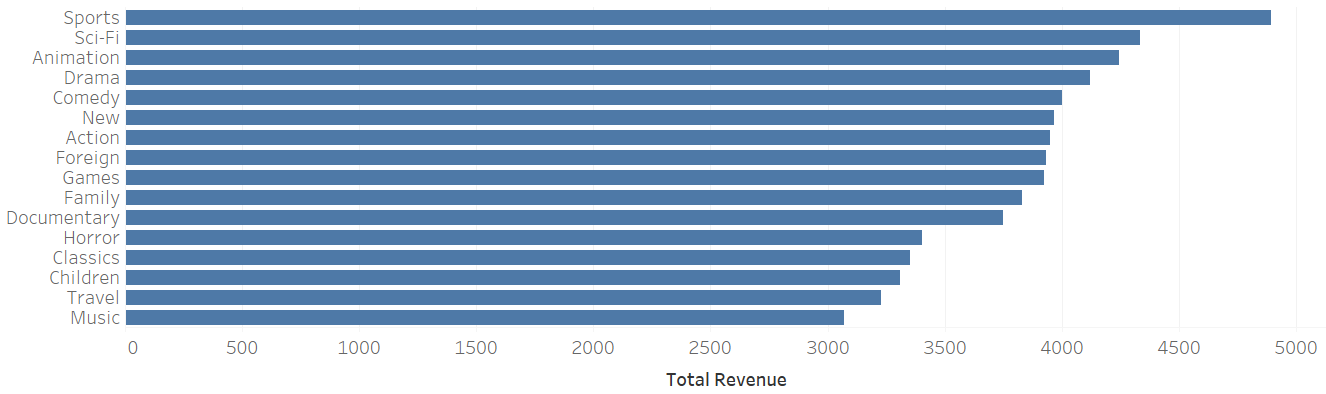 Sports
Sci-Fi
Animation
Drama
Comedy
New
Action
Foreign
Games
Family
Documentary
Horror
Classics
Children
Travel
Music
0 500 1000 1500 2000 2500 3000 3500 4000 4500 5000
Total Revenue